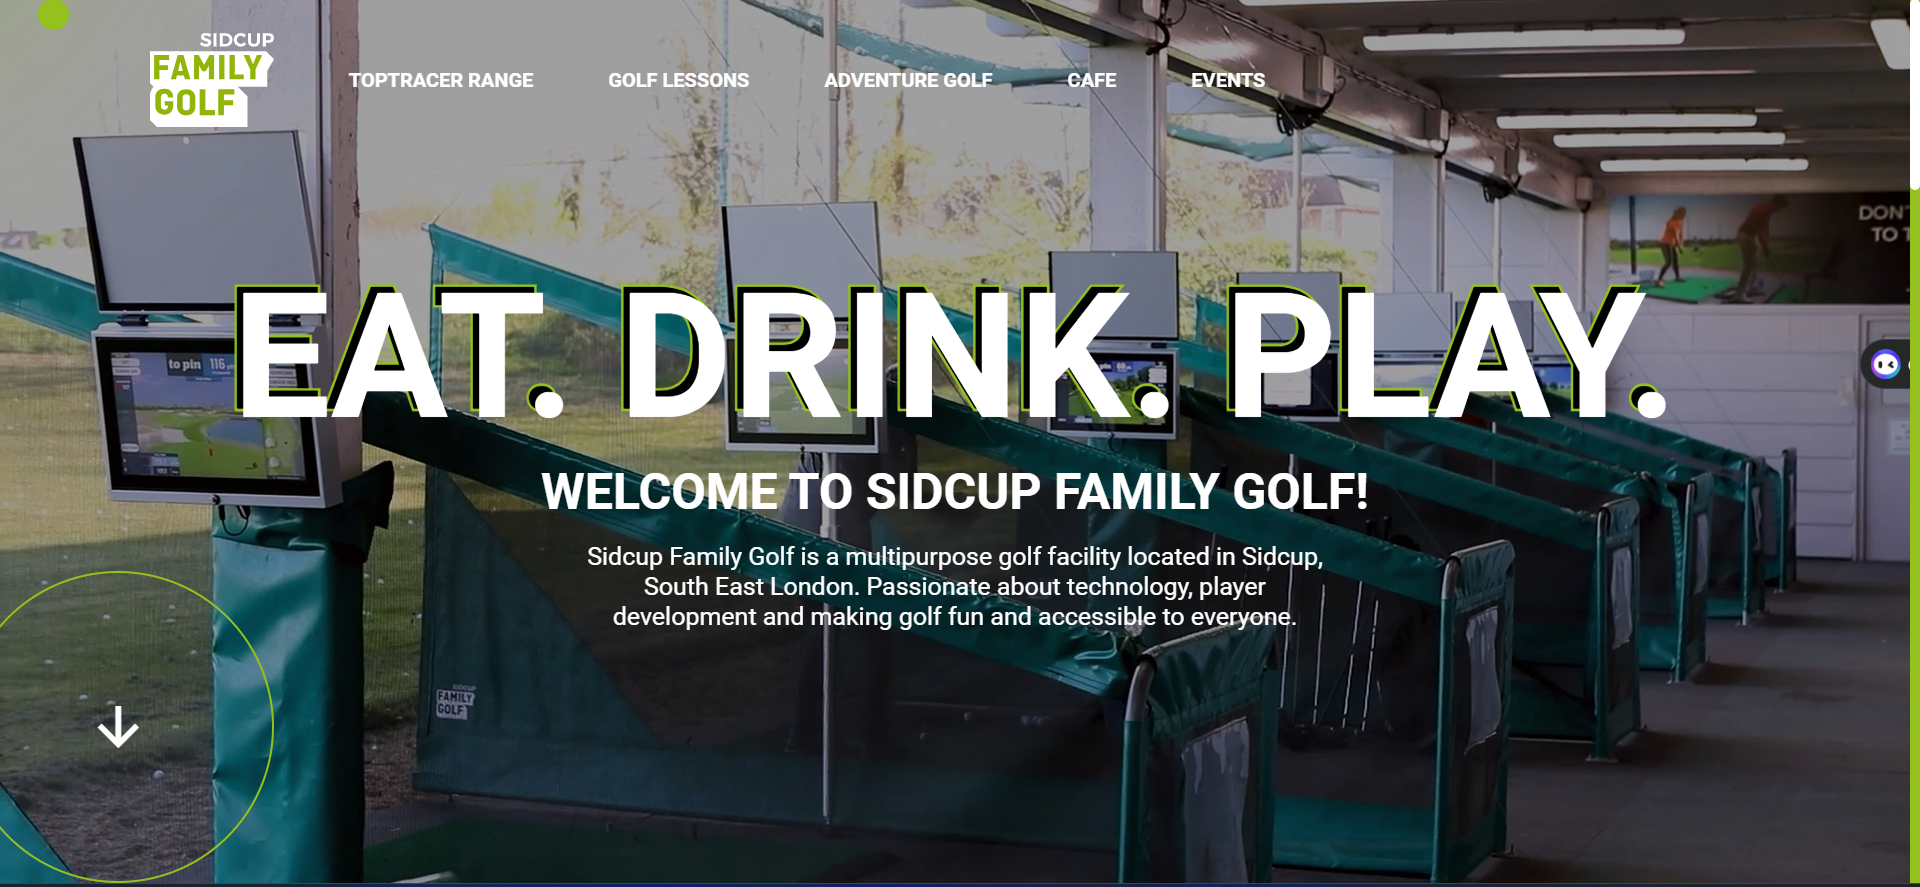 SIDCUP
FAMILY
GOLF
TOPTRACER RANGE
GOLF LESSONS
ADVENTURE GOLF
CAFE
EVENTS
DON'T
TO T
to pin 116
EAT. DRINK. PLAY.
WELCOME TO SIDCUP FAMILY GOLF!
Sidcup Family Golf is a multipurpose golf facility located in Sidcup,
South East London. Passionate about technology, player
development and making golf fun and accessible to everyone.
SIDCUP
FAMILY
GOLF